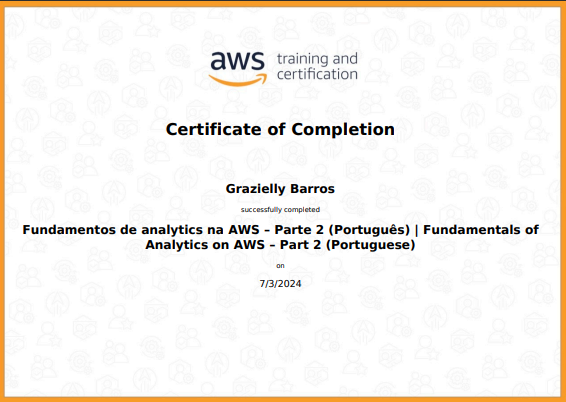 aws training and
certification
Certificate of Completion
Grazielly Barros
successfully completed
Fundamentos de analytics na AWS – Parte 2 (Português) | Fundamentals of
Analytics on AWS – Part 2 (Portuguese)
on
7/3/2024